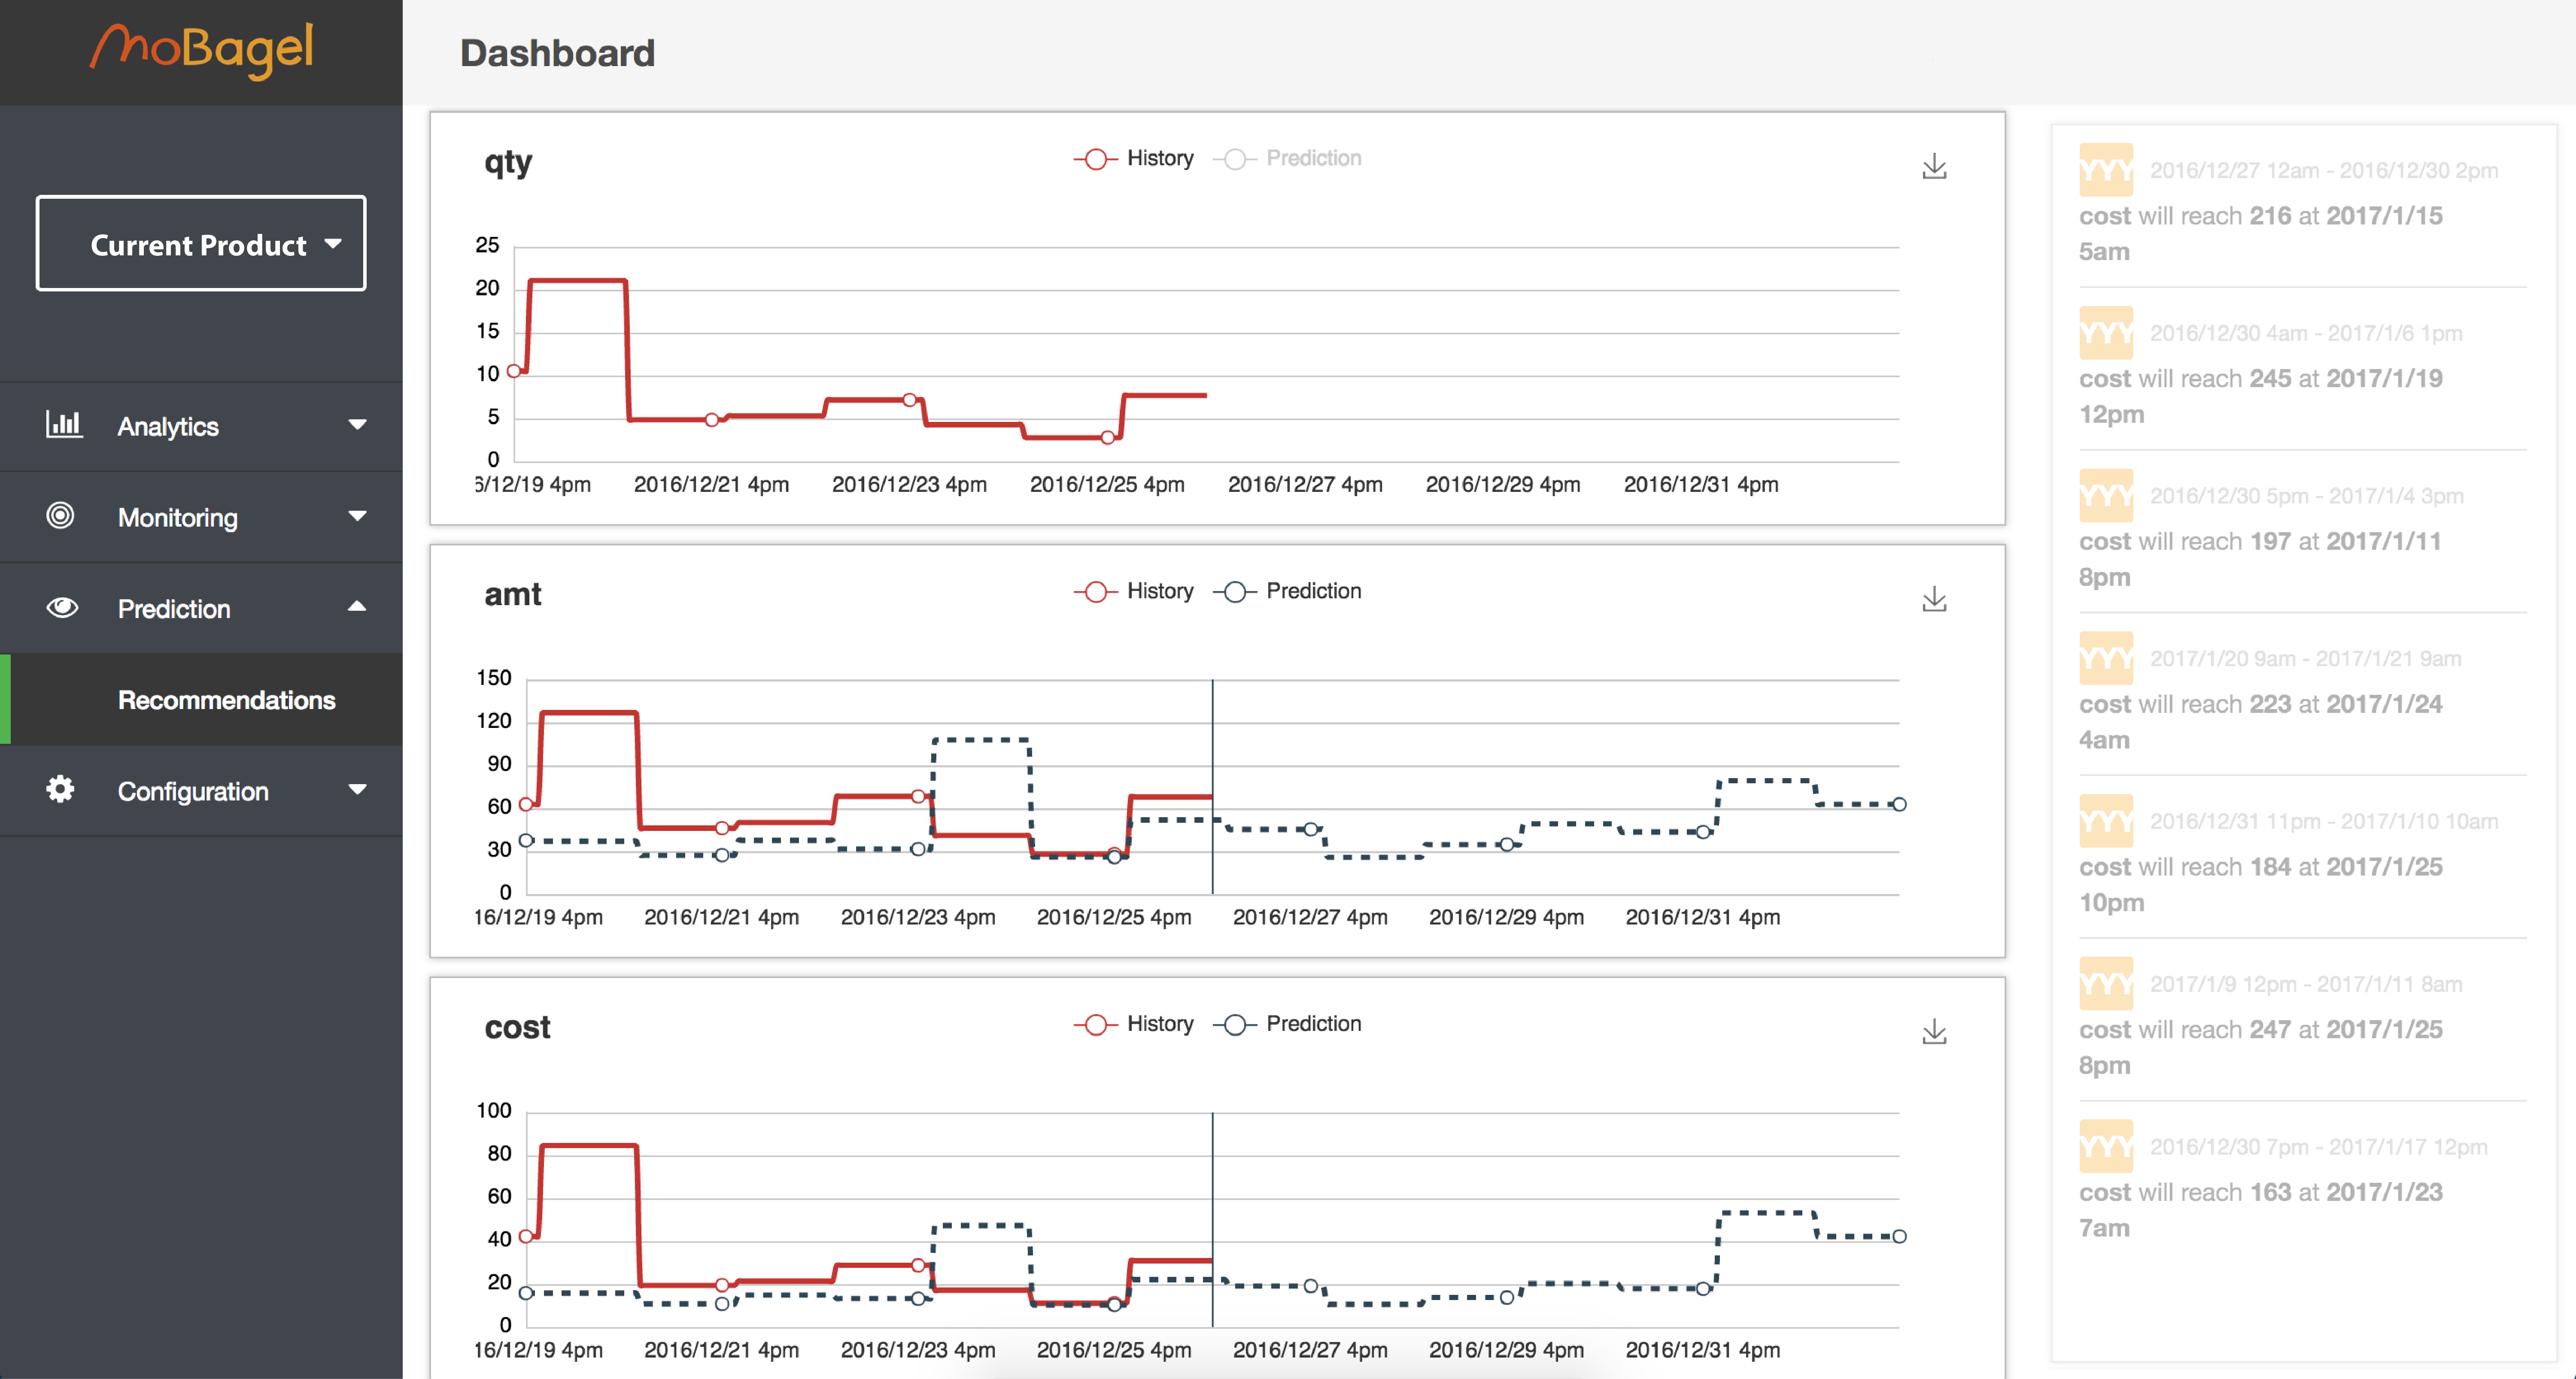 MoBagel
Dashboard
Current Product
Analytics
Monitoring
Prediction
Recommendations
Configuration
qty
History Prediction
25
20
15
10
5
0
6/12/19 4pm 2016/12/21 4pm 2016/12/23 4pm 2016/12/25 4pm 2016/12/27 4pm 2016/12/29 4pm 2016/12/31 4pm
amt
History Prediction
150
120
90
60
30
0
16/12/19 4pm 2016/12/21 4pm 2016/12/23 4pm 2016/12/25 4pm 2016/12/27 4pm 2016/12/29 4pm 2016/12/31 4pm
cost
History Prediction
100
80
60
40
20
0
16/12/19 4pm 2016/12/21 4pm 2016/12/23 4pm 2016/12/25 4pm 2016/12/27 4pm 2016/12/29 4pm 2016/12/31 4pm
YYY 2016/12/27 12am - 2016/12/30 2pm
cost will reach 216 at 2017/1/15
5am
YYY 2016/12/30 4am - 2017/1/6 1pm
cost will reach 245 at 2017/1/19
12pm
YYY 2016/12/30 5pm - 2017/1/4 3pm
cost will reach 197 at 2017/1/11
8pm
YYY 2017/1/20 9am - 2017/1/21 9am
cost will reach 223 at 2017/1/24
4am
YYY 2016/12/31 11pm - 2017/1/10 10am
cost will reach 184 at 2017/1/25
10pm
YYY 2017/1/9 12pm - 2017/1/11 8am
cost will reach 247 at 2017/1/25
8pm
YYY 2016/12/30 7pm - 2017/1/17 12pm
cost will reach 163 at 2017/1/23
7am